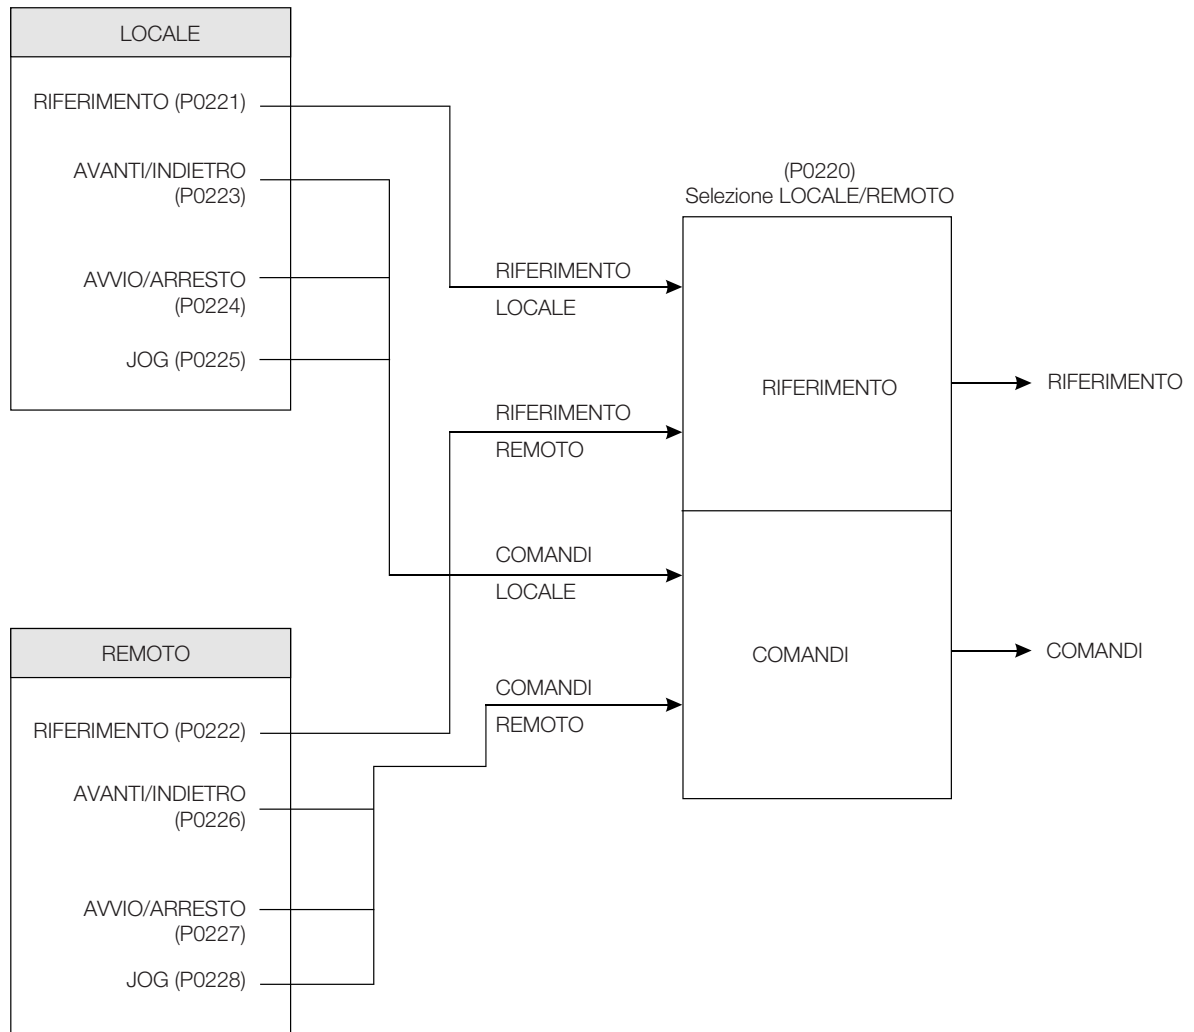 LOCALE
RIFERIMENTO (P0221)
AVANTI/INDIETRO
(P0223)
AVVIO/ARRESTO
(P0224)
JOG (P0225)
REMOTO
RIFERIMENTO (P0222)
AVANTI/INDIETRO
(P0226)
AVVIO/ARRESTO
(P0227)
JOG (P0228)
RIFERIMENTO
LOCALE
RIFERIMENTO
REMOTO
COMANDI
LOCALE
COMANDI
REMOTO
(P0220)
Selezione LOCALE/REMOTO
RIFERIMENTO
COMANDI
RIFERIMENTO
COMANDI